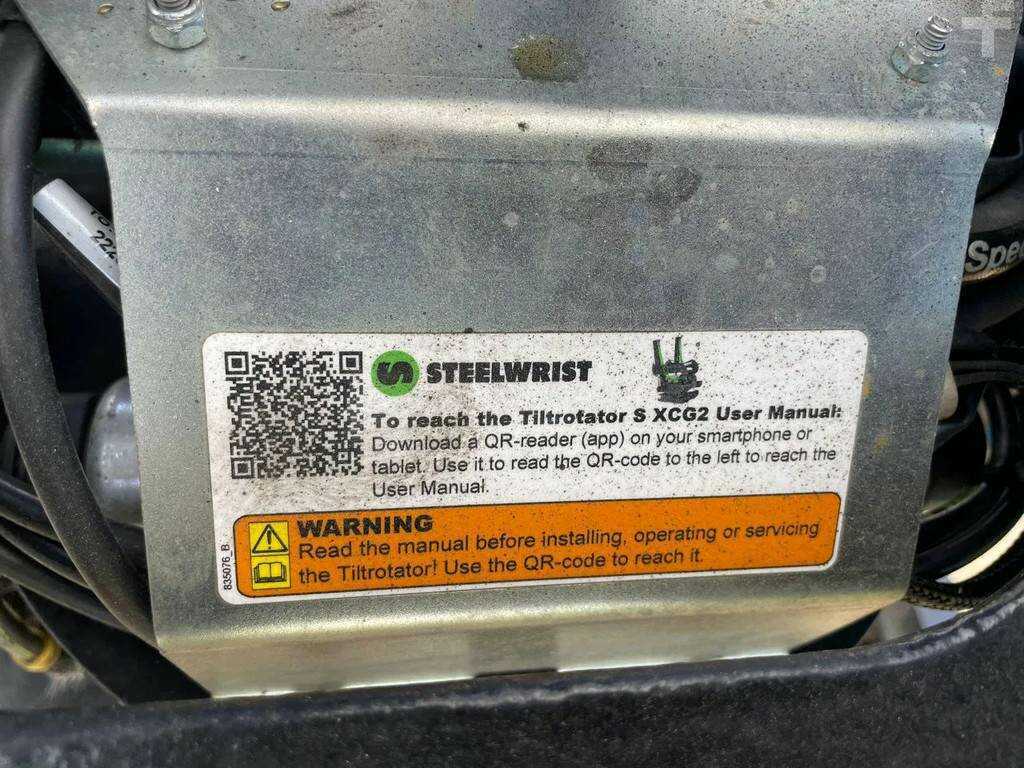 STEELWRIST
To reach the Tiltrotator S XCG2 User Manual:
Download a QR-reader (app) on your smartphone or
tablet. Use it to read the QR-code to the left to reach the
User Manual.
WARNING
Read the manual before installing, operating or servicing
the Tiltrotator! Use the QR-code to reach it.
835076_B
Spee